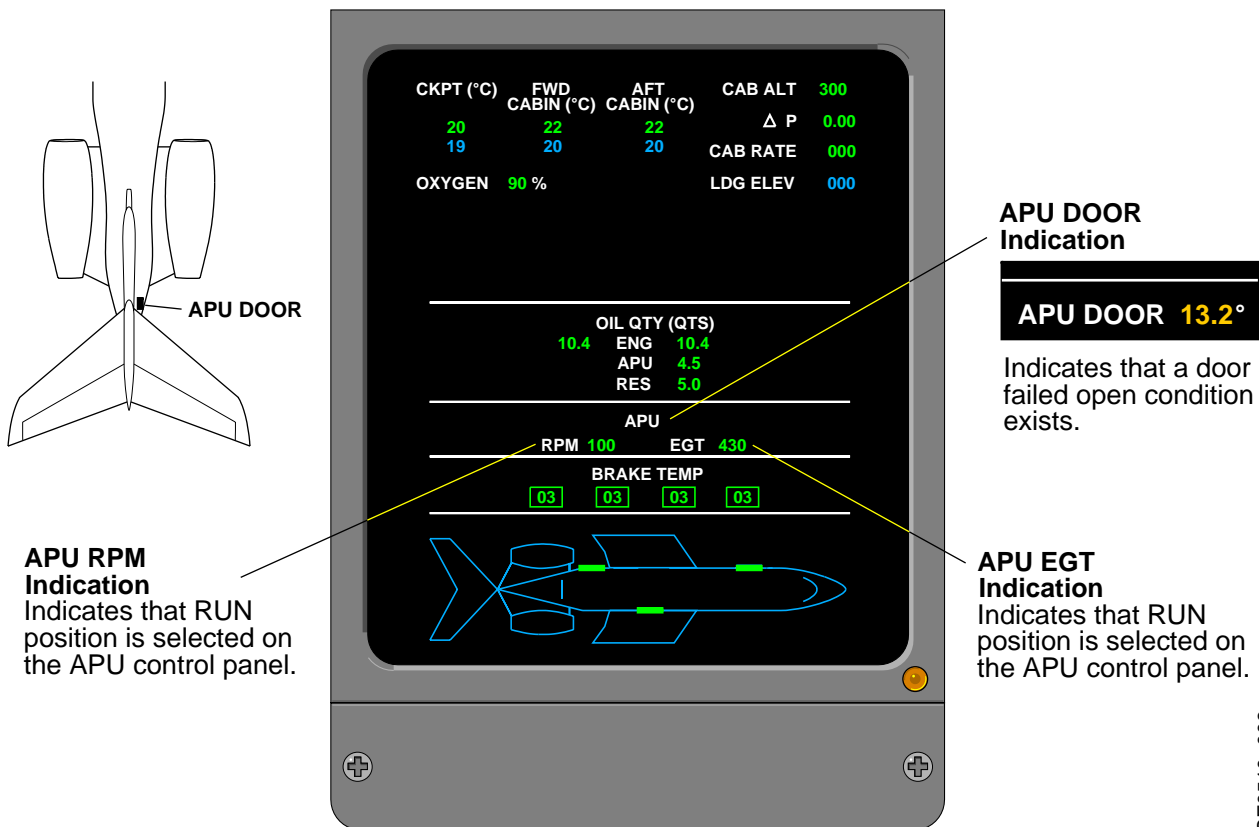 CKPT (°C) FWD CABIN (°C) AFT CABIN (°C) CAB ALT 300
20 22 22 Δ P 0.00
19 20 20 CAB RATE 000
OXYGEN 90 % LDG ELEV 000
APU DOOR
OIL QTY (QTS)
10.4 ENG 10.4
APU 4.5
RES 5.0
APU
RPM 100 EGT 430
BRAKE TEMP
03 03 03 03
APU DOOR
Indication
APU DOOR 13.2°
Indicates that a door
failed open condition
exists.
APU RPM
Indication
Indicates that RUN
position is selected on
the APU control panel.
APU EGT
Indication
Indicates that RUN
position is selected on
the APU control panel.